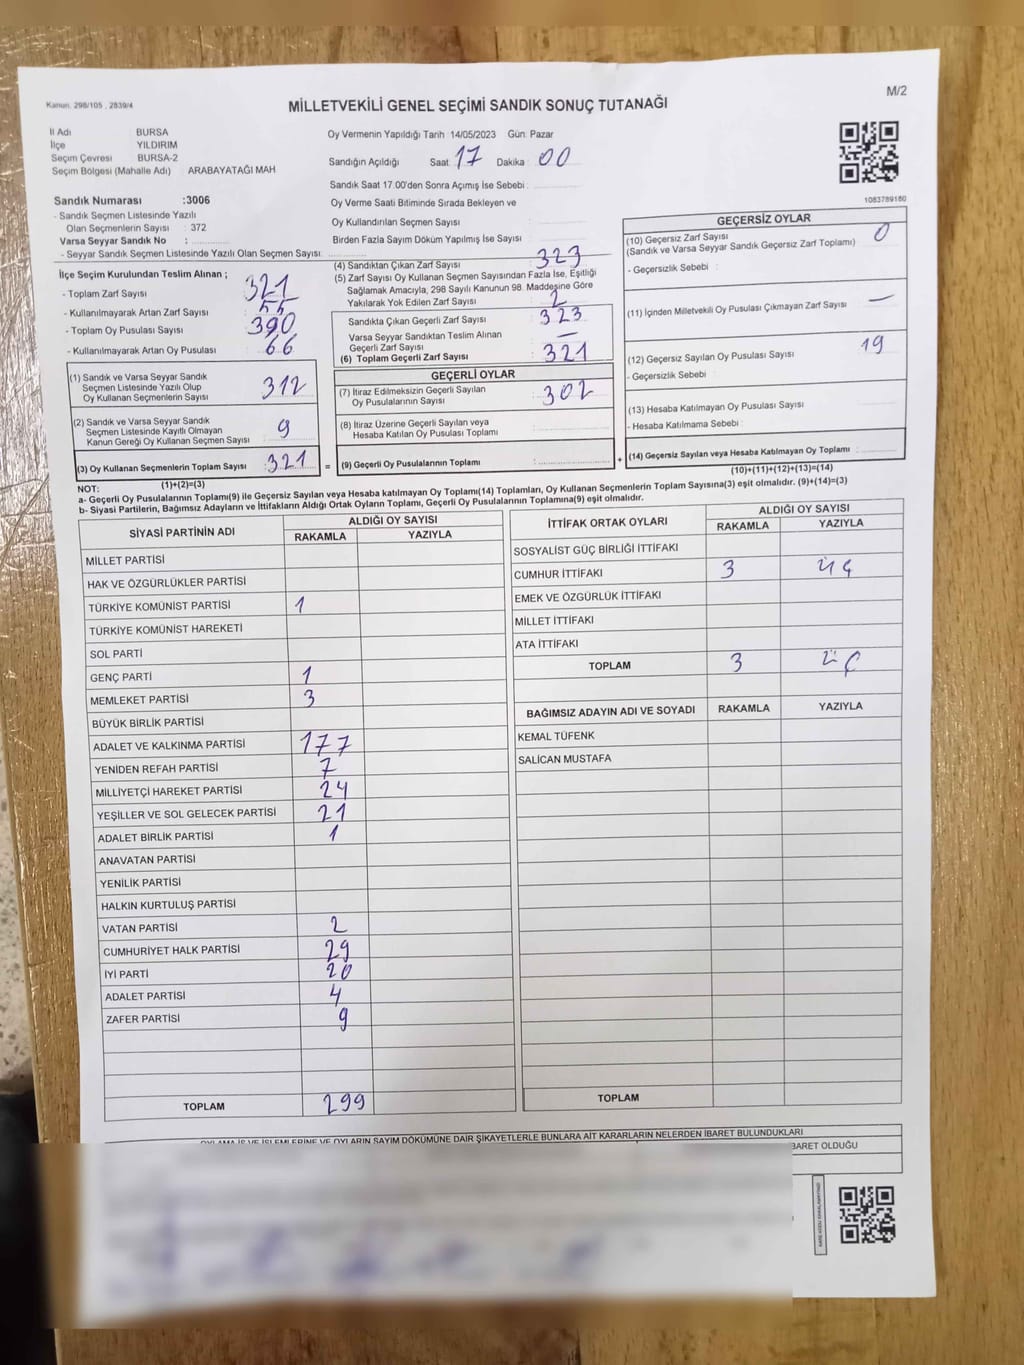 Kanun: 298/105 , 2839/4
MİLLETVEKİLİ GENEL SEÇİMİ SANDIK SONUÇ TUTANAĞI
M/2
İl Adı BURSA
İlçe YILDIRIM
Seçim Çevresi BURSA-2
Seçim Bölgesi (Mahalle Adı) : ARABAYATAĞI MAH
Oy Vermenin Yapıldığı Tarih 14/05/2023 Gün: Pazar
Sandığın Açıldığı Saat 17 Dakika : 00
Sandık Saat 17.00'den Sonra Açımış İse Sebebi :
Oy Verme Saati Bitiminde Sırada Bekleyen ve
Oy Kullandırılan Seçmen Sayısı :
Birden Fazla Sayım Döküm Yapılmış İse Sayısı :
1083789180
Sandık Numarası :3006
- Sandık Seçmen Listesinde Yazılı
Olan Seçmenlerin Sayısı : 372
Varsa Seyyar Sandık No :
- Seyyar Sandık Seçmen Listesinde Yazılı Olan Seçmen Sayısı:
İlçe Seçim Kurulundan Teslim Alınan ;
- Toplam Zarf Sayısı 321
- Kullanılmayarak Artan Zarf Sayısı : 55
- Toplam Oy Pusulası Sayısı : 390
- Kullanılmayarak Artan Oy Pusulası : 66
(1) Sandık ve Varsa Seyyar Sandık
Seçmen Listesinde Yazılı Olup
Oy Kullanan Seçmenlerin Sayısı : 312
(2) Sandık ve Varsa Seyyar Sandık
Seçmen Listesinde Kayıtlı Olmayan
Kanun Gereği Oy Kullanan Seçmen Sayısı : 9
(3) Oy Kullanan Seçmenlerin Toplam Sayısı : 321
(1)+(2)=(3)
(4) Sandıktan Çıkan Zarf Sayısı : 323
(5) Zarf Sayısı Oy Kullanan Seçmen Sayısından Fazla İse, Eşitliği
Sağlamak Amacıyla, 298 Sayılı Kanunun 98. Maddesine Göre
Yakılarak Yok Edilen Zarf Sayısı : 2
Sandıkta Çıkan Geçerli Zarf Sayısı : 323
Varsa Seyyar Sandıktan Teslim Alınan
Geçerli Zarf Sayısı : —
(6) Toplam Geçerli Zarf Sayısı : 321
GEÇERLİ OYLAR
(7) İtiraz Edilmeksizin Geçerli Sayılan
Oy Pusulalarının Sayısı : 302
(8) İtiraz Üzerine Geçerli Sayılan veya
Hesaba Katılan Oy Pusulası Toplamı :
= (9) Geçerli Oy Pusulalarının Toplamı :
GEÇERSİZ OYLAR
(10) Geçersiz Zarf Sayısı : 0
(Sandık ve Varsa Seyyar Sandık Geçersiz Zarf Toplamı)
- Geçersizlik Sebebi :
(11) İçinden Milletvekili Oy Pusulası Çıkmayan Zarf Sayısı : —
(12) Geçersiz Sayılan Oy Pusulası Sayısı : 19
- Geçersizlik Sebebi :
(13) Hesaba Katılmayan Oy Pusulası Sayısı :
- Hesaba Katılmama Sebebi :
+ (14) Geçersiz Sayılan veya Hesaba Katılmayan Oy Toplamı :
(10)+(11)+(12)+(13)=(14)
NOT:
a- Geçerli Oy Pusulalarının Toplamı(9) ile Geçersiz Sayılan veya Hesaba katılmayan Oy Toplamı(14) Toplamları, Oy Kullanan Seçmenlerin Toplam Sayısına(3) eşit olmalıdır. (9)+(14)=(3)
b- Siyasi Partilerin, Bağımsız Adayların ve İttifakların Aldığı Ortak Oyların Toplamı, Geçerli Oy Pusulalarının Toplamına(9) eşit olmalıdır.
SİYASİ PARTİNİN ADI ALDIĞI OY SAYISI
RAKAMLA YAZIYLA
MİLLET PARTİSİ
HAK VE ÖZGÜRLÜKLER PARTİSİ
TÜRKİYE KOMÜNİST PARTİSİ 1
TÜRKİYE KOMÜNİST HAREKETİ
SOL PARTİ
GENÇ PARTİ 1
MEMLEKET PARTİSİ 3
BÜYÜK BİRLİK PARTİSİ
ADALET VE KALKINMA PARTİSİ 177
YENİDEN REFAH PARTİSİ 7
MİLLİYETÇİ HAREKET PARTİSİ 24
YEŞİLLER VE SOL GELECEK PARTİSİ 21
ADALET BİRLİK PARTİSİ 1
ANAVATAN PARTİSİ
YENİLİK PARTİSİ
HALKIN KURTULUŞ PARTİSİ
VATAN PARTİSİ 2
CUMHURİYET HALK PARTİSİ 29
İYİ PARTİ 20
ADALET PARTİSİ 4
ZAFER PARTİSİ 9
TOPLAM 299
İTTİFAK ORTAK OYLARI ALDIĞI OY SAYISI
RAKAMLA YAZIYLA
SOSYALİST GÜÇ BİRLİĞİ İTTİFAKI
CUMHUR İTTİFAKI 3 üç
EMEK VE ÖZGÜRLÜK İTTİFAKI
MİLLET İTTİFAKI
ATA İTTİFAKI
TOPLAM 3 üç
BAĞIMSIZ ADAYIN ADI VE SOYADI RAKAMLA YAZIYLA
KEMAL TÜFENK
SALİCAN MUSTAFA
TOPLAM
OYLAMA İŞ VE İŞLEMLERİNE VE OYLARIN SAYIM DÖKÜMÜNE DAİR ŞİKAYETLERLE BUNLARA AİT KARARLARIN NELERDEN İBARET BULUNDUKLARI
BARET OLDUĞU